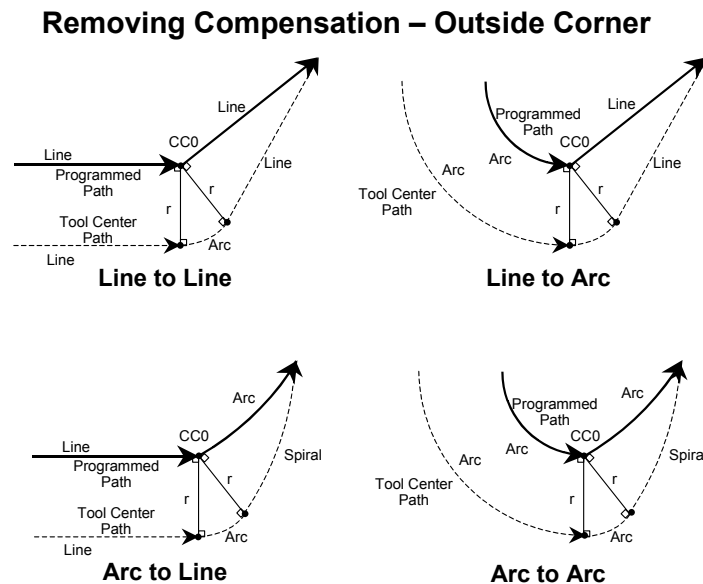 Removing Compensation – Outside Corner
Line
CC0
Line
Programmed
Path
r
r
Line
Tool Center
Path
Arc
Line
Line to Line
Programmed
Path
Line
CC0
Arc
Arc
Line
Tool Center
Path
r
r
Arc
Line to Arc
Arc
CC0
Line
Programmed
Path
r
r
Spiral
Tool Center
Path
Arc
Line
Arc to Line
Arc
Programmed
Path
CC0
Arc
Arc
Spiral
Tool Center
Path
r
r
Arc
Arc to Arc